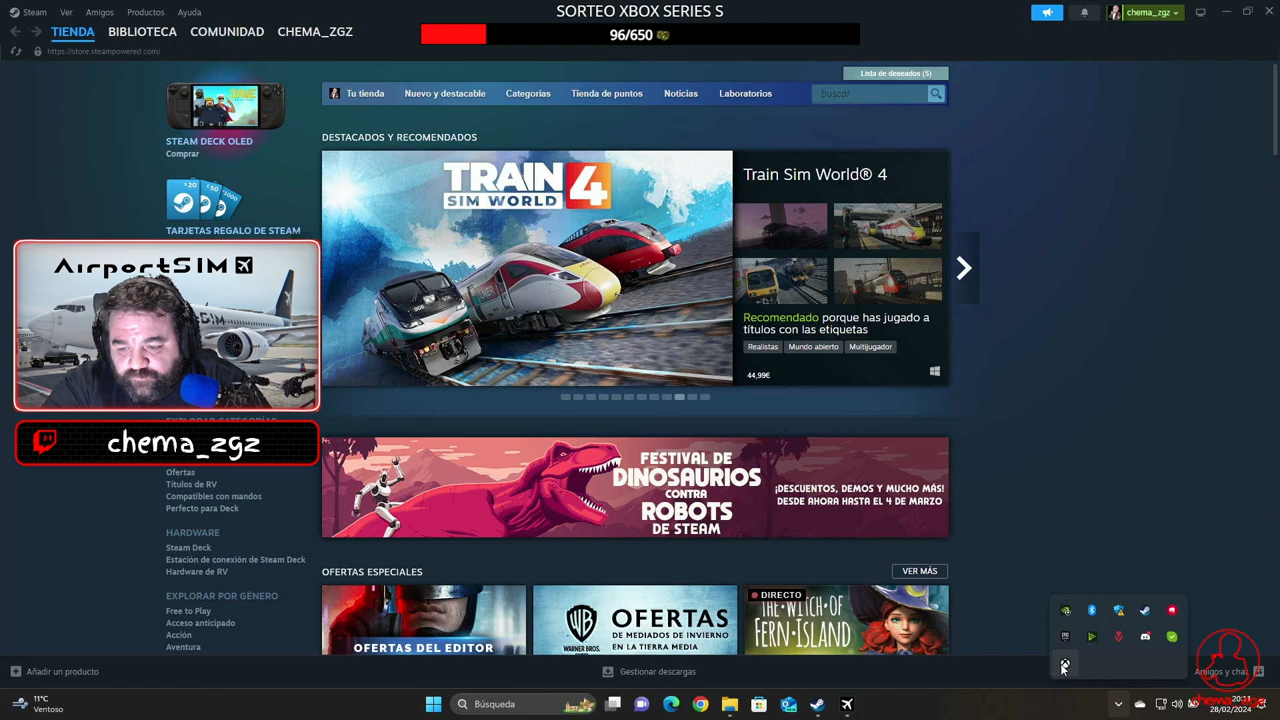 Steam Ver Amigos Productos Ayuda
SORTEO XBOX SERIES S
chema_zgz
TIENDA BIBLIOTECA COMUNIDAD CHEMA_ZGZ
96/650
https://store.steampowered.com/
Lista de deseados (5)
Tu tienda Nuevo y destacable Categorías Tienda de puntos Noticias Laboratorios buscar
STEAM DECK OLED
Comprar
DESTACADOS Y RECOMENDADOS
TRAIN
SIM WORLD 4
Train Sim World® 4
TARJETAS REGALO DE STEAM
AirportSIM
Recomendado porque has jugado a
títulos con las etiquetas
Realistas Mundo abierto Multijugador
44,99€
chema_zgz
Ofertas
Títulos de RV
Compatibles con mandos
Perfecto para Deck
FESTIVAL DE
DINOSAURIOS
CONTRA
ROBOTS
DE STEAM
¡DESCUENTOS, DEMOS Y MUCHO MÁS!
DESDE AHORA HASTA EL 4 DE MARZO
HARDWARE
Steam Deck
Estación de conexión de Steam Deck
Hardware de RV
EXPLORAR POR GÉNERO
Free to Play
Acceso anticipado
Acción
Aventura
OFERTAS ESPECIALES
VER MÁS
OFERTAS DEL EDITOR
WB
WARNER BROS.
OFERTAS
DE MEDIADOS DE INVIERNO
EN LA TIERRA MEDIA
DIRECTO
THE WITCH OF
FERN ISLAND
Añadir un producto
Gestionar descargas
Amigos y chat
11°C
Ventoso
Búsqueda
20:11
28/02/2024
chema_zgz